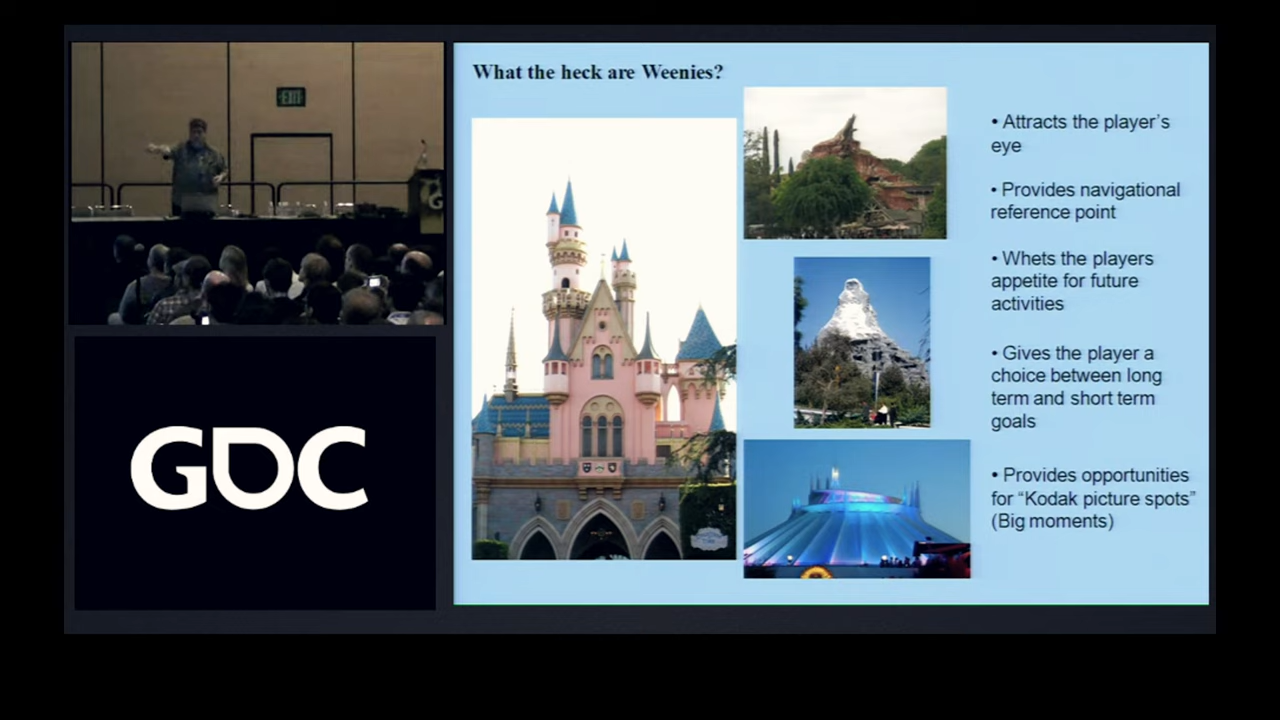 What the heck are Weenies?
• Attracts the player's
eye
• Provides navigational
reference point
• Whets the players
appetite for future
activities
• Gives the player a
choice between long
term and short term
goals
• Provides opportunities
for “Kodak picture spots”
(Big moments)
EXIT
G
GDC